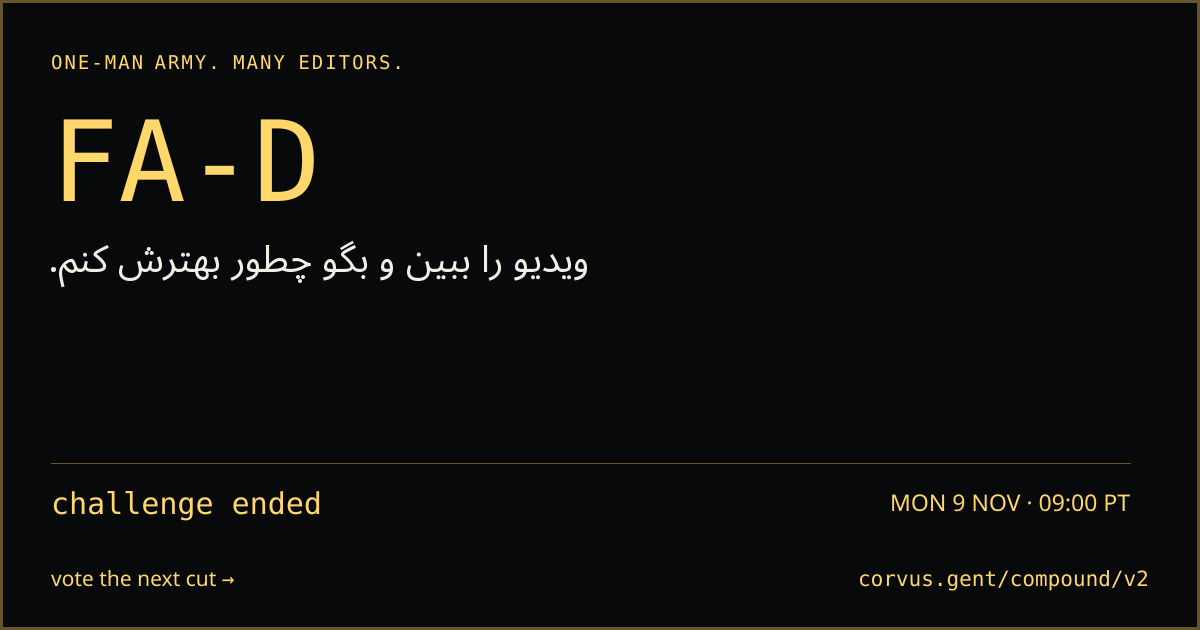 ONE-MAN ARMY. MANY EDITORS.
FA-D
ویدیو را ببین و بگو چطور بهترش کنم.
challenge ended
MON 9 NOV · 09:00 PT
vote the next cut →
corvus.gent/compound/v2